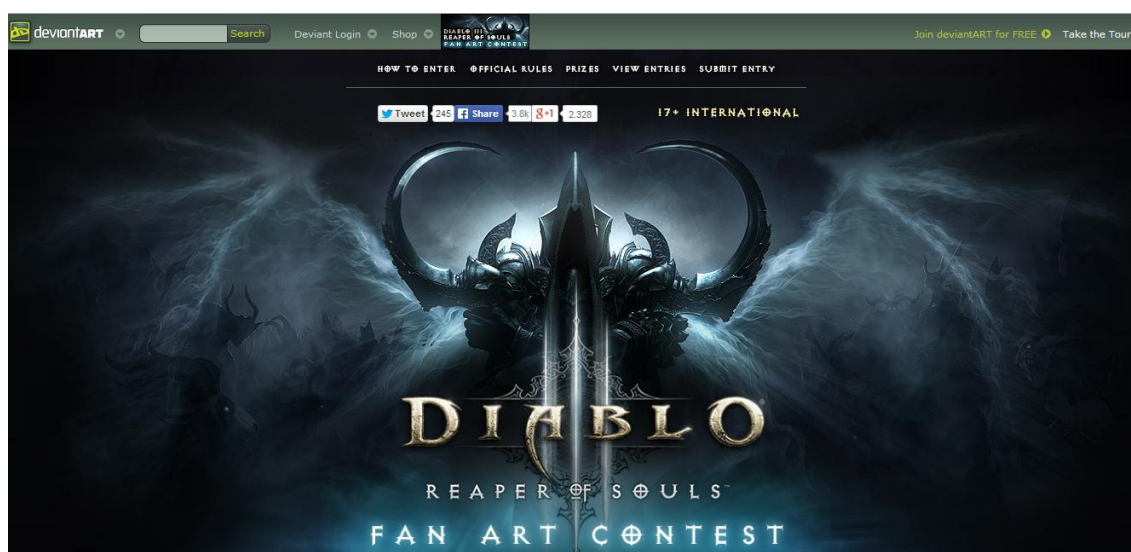 deviantART Search Deviant Login Shop DIABLO III REAPER OF SOULS FAN ART CONTEST Join deviantART for FREE Take the Tour
HOW TO ENTER OFFICIAL RULES PRIZES VIEW ENTRIES SUBMIT ENTRY
Tweet 245 Share 3.8k g+1 2.328 17+ INTERNATIONAL
DIABLO
III
REAPER OF SOULS
FAN ART CONTEST